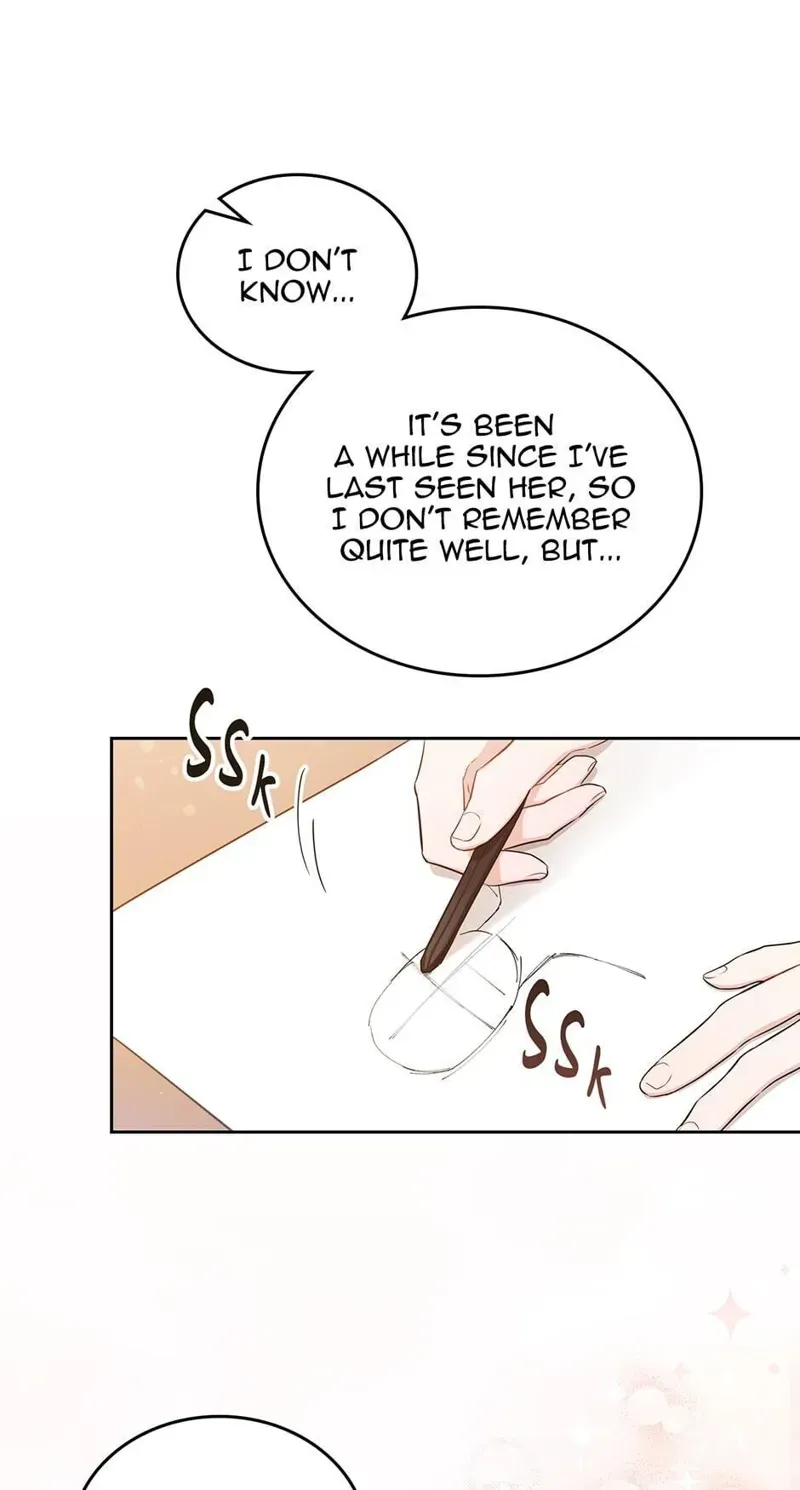 I DON'T
KNOW...
IT'S BEEN
A WHILE SINCE I'VE
LAST SEEN HER, SO
I DON'T REMEMBER
QUITE WELL, BUT...
SSK
SSK